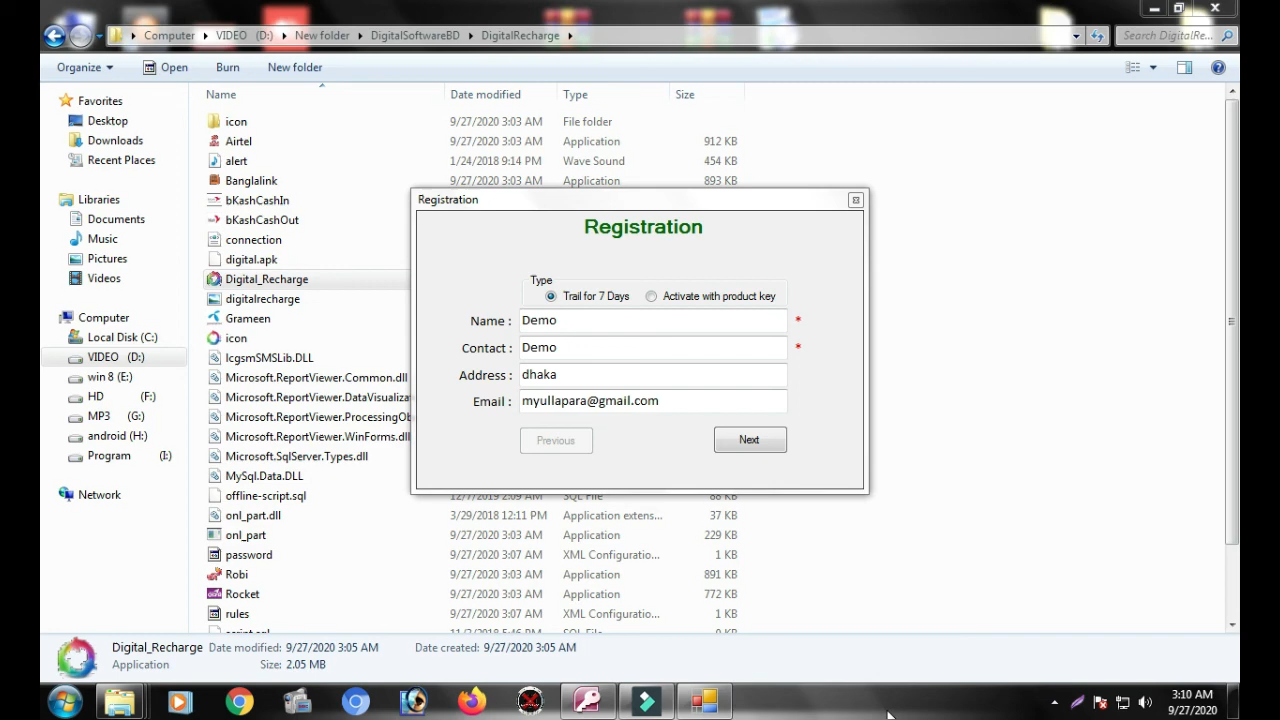 Computer VIDEO (D:) New folder DigitalSoftwareBD DigitalRecharge Search DigitalRe...
Organize Open Burn New folder
Name Date modified Type Size
Favorites
Desktop
Downloads
Recent Places
Libraries
Documents
Music
Pictures
Videos
Computer
Local Disk (C:)
VIDEO (D:)
win 8 (E:)
HD (F:)
MP3 (G:)
android (H:)
Program (I:)
Network
icon 9/27/2020 3:03 AM File folder
Airtel 9/27/2020 3:03 AM Application 912 KB
alert 1/24/2018 9:14 PM Wave Sound 454 KB
Banglalink 9/27/2020 3:03 AM Application 893 KB
bKashCashIn
bKashCashOut
connection
digital.apk
Digital_Recharge
digitalrecharge
Grameen
icon
lcgsmSMSLib.DLL
Microsoft.ReportViewer.Common.dll
Microsoft.ReportViewer.DataVisualiza
Microsoft.ReportViewer.ProcessingOb
Microsoft.ReportViewer.WinForms.dll
Microsoft.SqlServer.Types.dll
MySql.Data.DLL
offline-script.sql 12/7/2019 2:09 AM SQL File 68 KB
onl_part.dll 3/29/2018 12:11 PM Application extens... 37 KB
onl_part 9/27/2020 3:03 AM Application 229 KB
password 9/27/2020 3:07 AM XML Configuratio... 1 KB
Robi 9/27/2020 3:03 AM Application 891 KB
Rocket 9/27/2020 3:03 AM Application 772 KB
rules 9/27/2020 3:07 AM XML Configuratio... 1 KB
Registration
Registration
Type
Trail for 7 Days Activate with product key
Name : Demo *
Contact : Demo *
Address : dhaka
Email : myullapara@gmail.com
Previous Next
Digital_Recharge Date modified: 9/27/2020 3:05 AM Date created: 9/27/2020 3:05 AM
Application Size: 2.05 MB
3:10 AM
9/27/2020